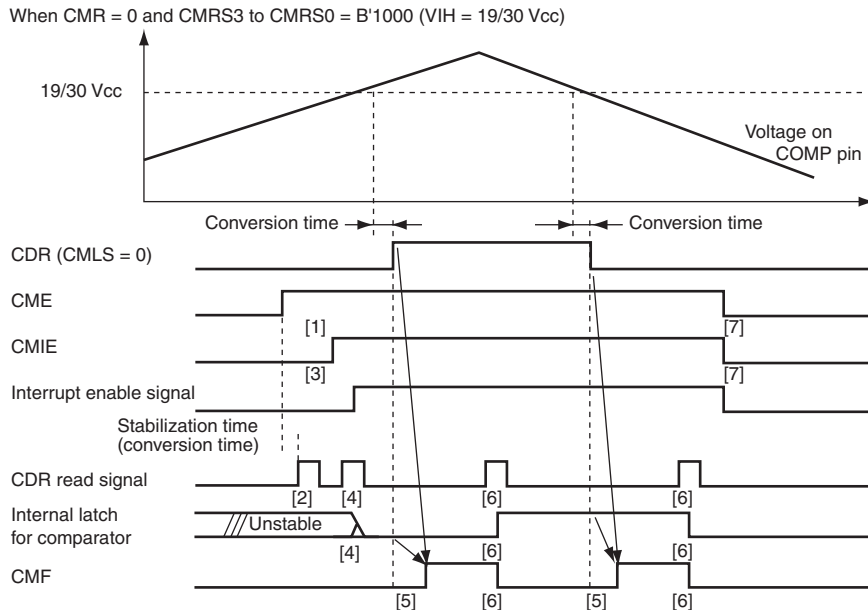 When CMR = 0 and CMRS3 to CMRS0 = B'1000 (VIH = 19/30 Vcc)
19/30 Vcc
Voltage on
COMP pin
Conversion time
Conversion time
CDR (CMLS = 0)
CME
[1]
[7]
CMIE
[3]
[7]
Interrupt enable signal
Stabilization time
(conversion time)
CDR read signal
[2]
[4]
[6]
[6]
Internal latch
for comparator
Unstable
[4]
[6]
[6]
CMF
[5]
[6]
[5]
[6]